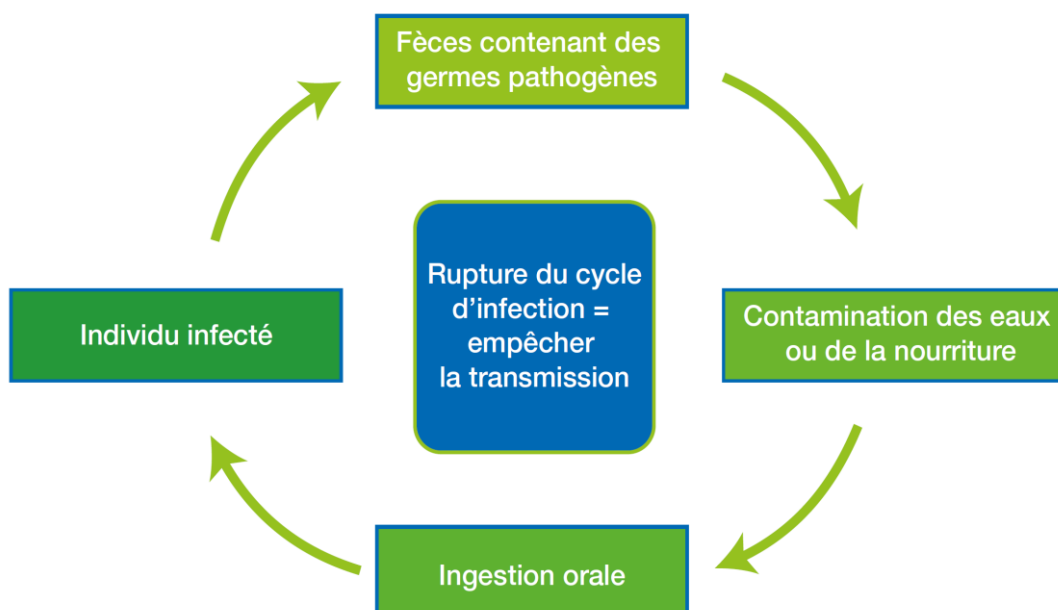 Fèces contenant des
germes pathogènes
Rupture du cycle
d'infection =
empêcher
la transmission
Individu infecté
Contamination des eaux
ou de la nourriture
Ingestion orale